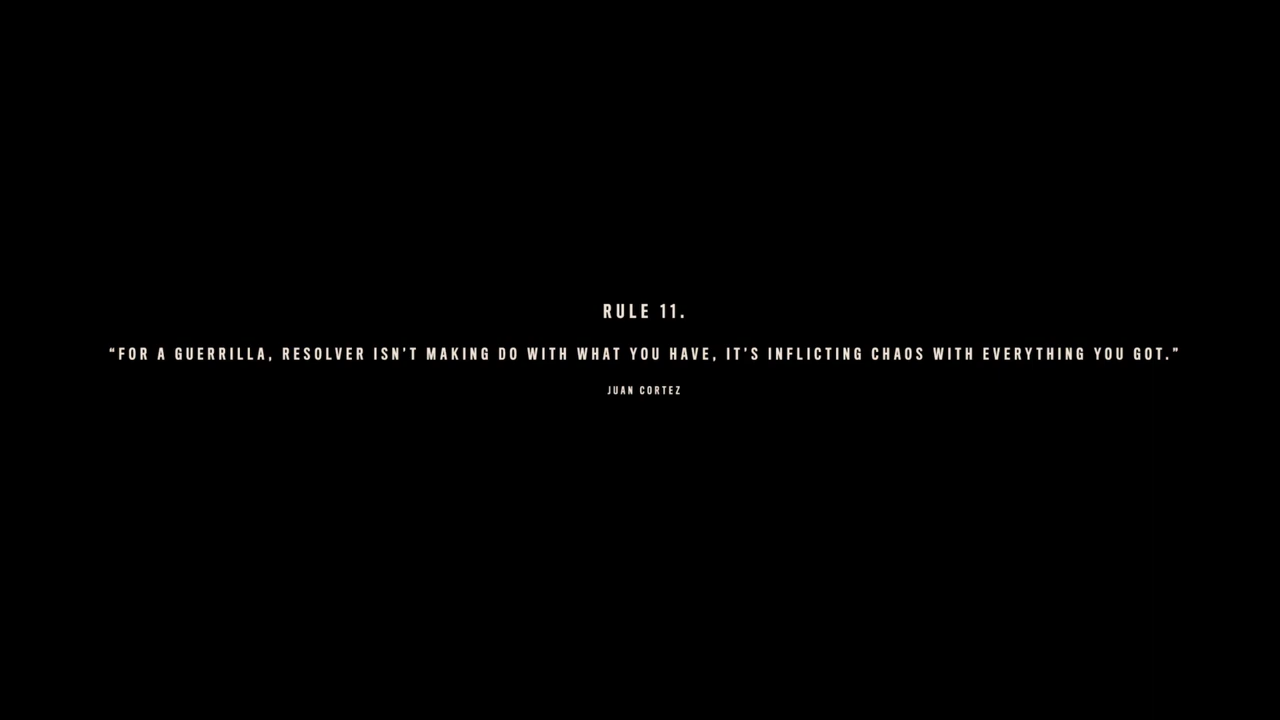 RULE 11.
“FOR A GUERRILLA, RESOLVER ISN’T MAKING DO WITH WHAT YOU HAVE, IT’S INFLICTING CHAOS WITH EVERYTHING YOU GOT.”
JUAN CORTEZ